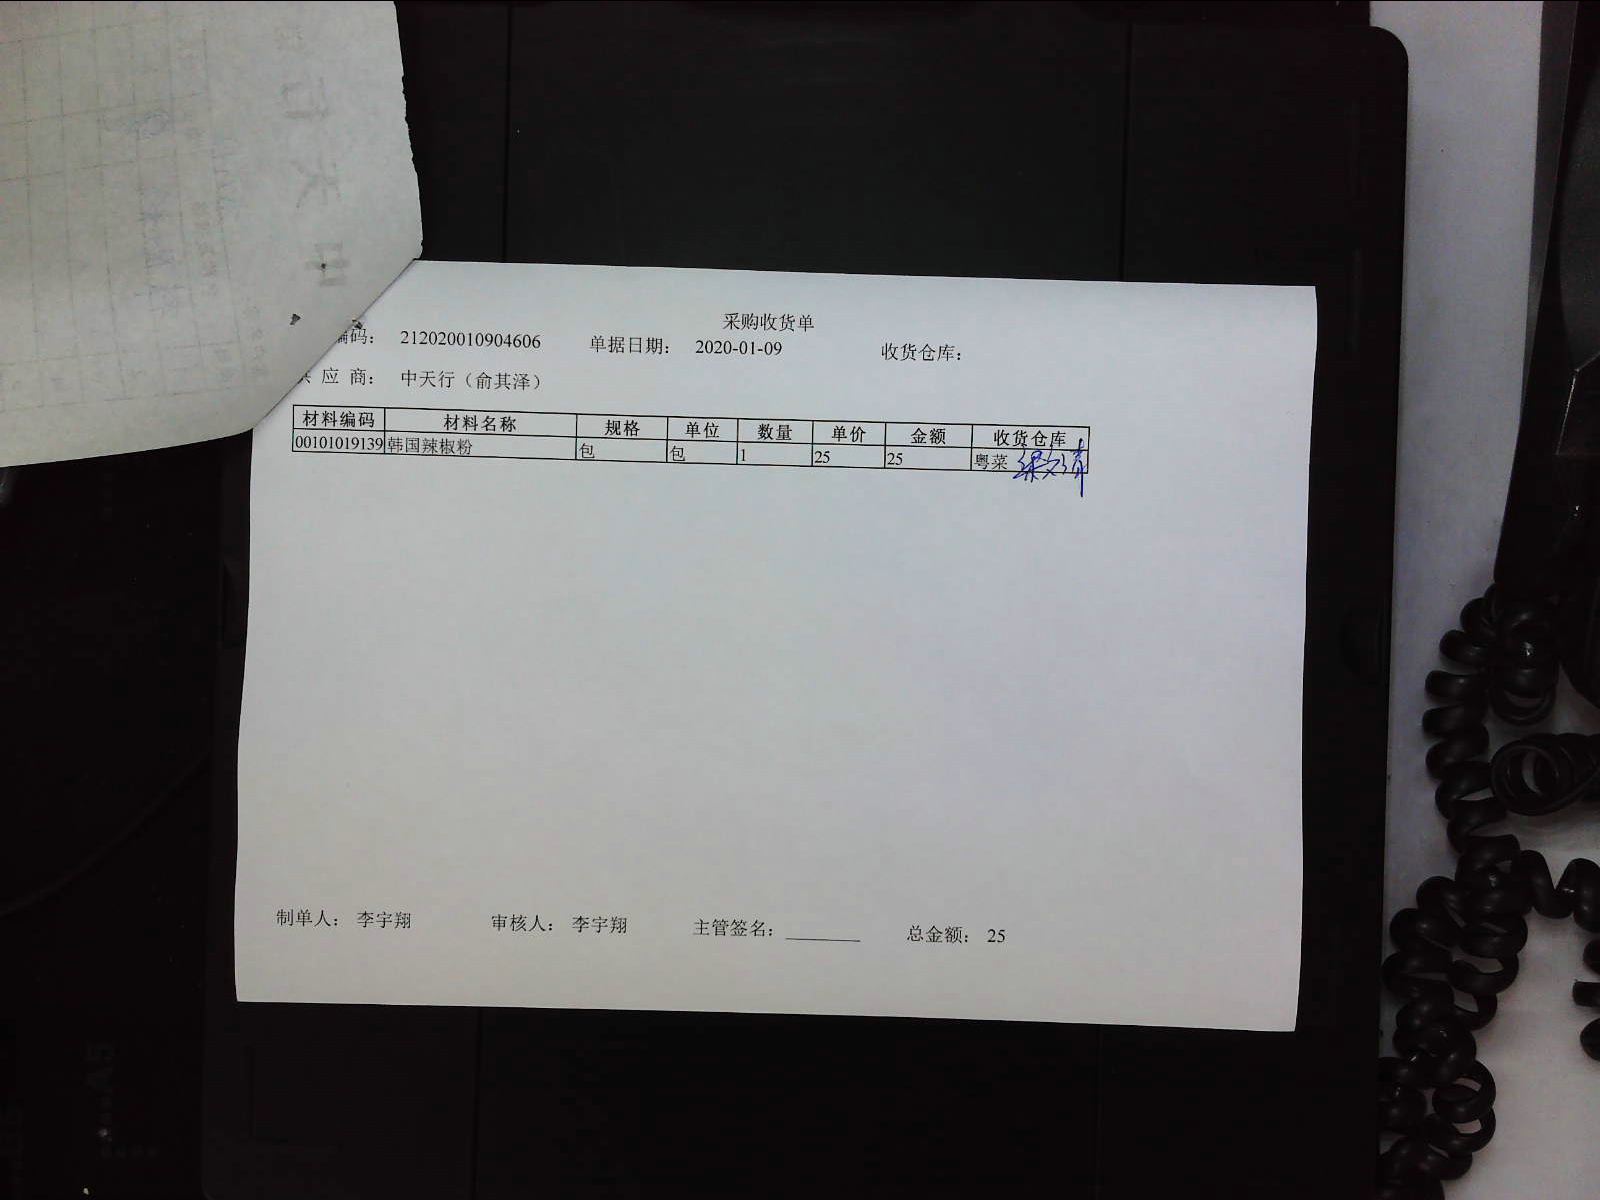 采购收货单
编码： 212020010904606 单据日期： 2020-01-09 收货仓库：
应 商： 中天行（俞其泽）
材料编码 材料名称 规格 单位 数量 单价 金额 收货仓库
00101019139 韩国辣椒粉 包 包 1 25 25 粤菜
制单人： 李宇翔 审核人： 李宇翔 主管签名： 总金额： 25